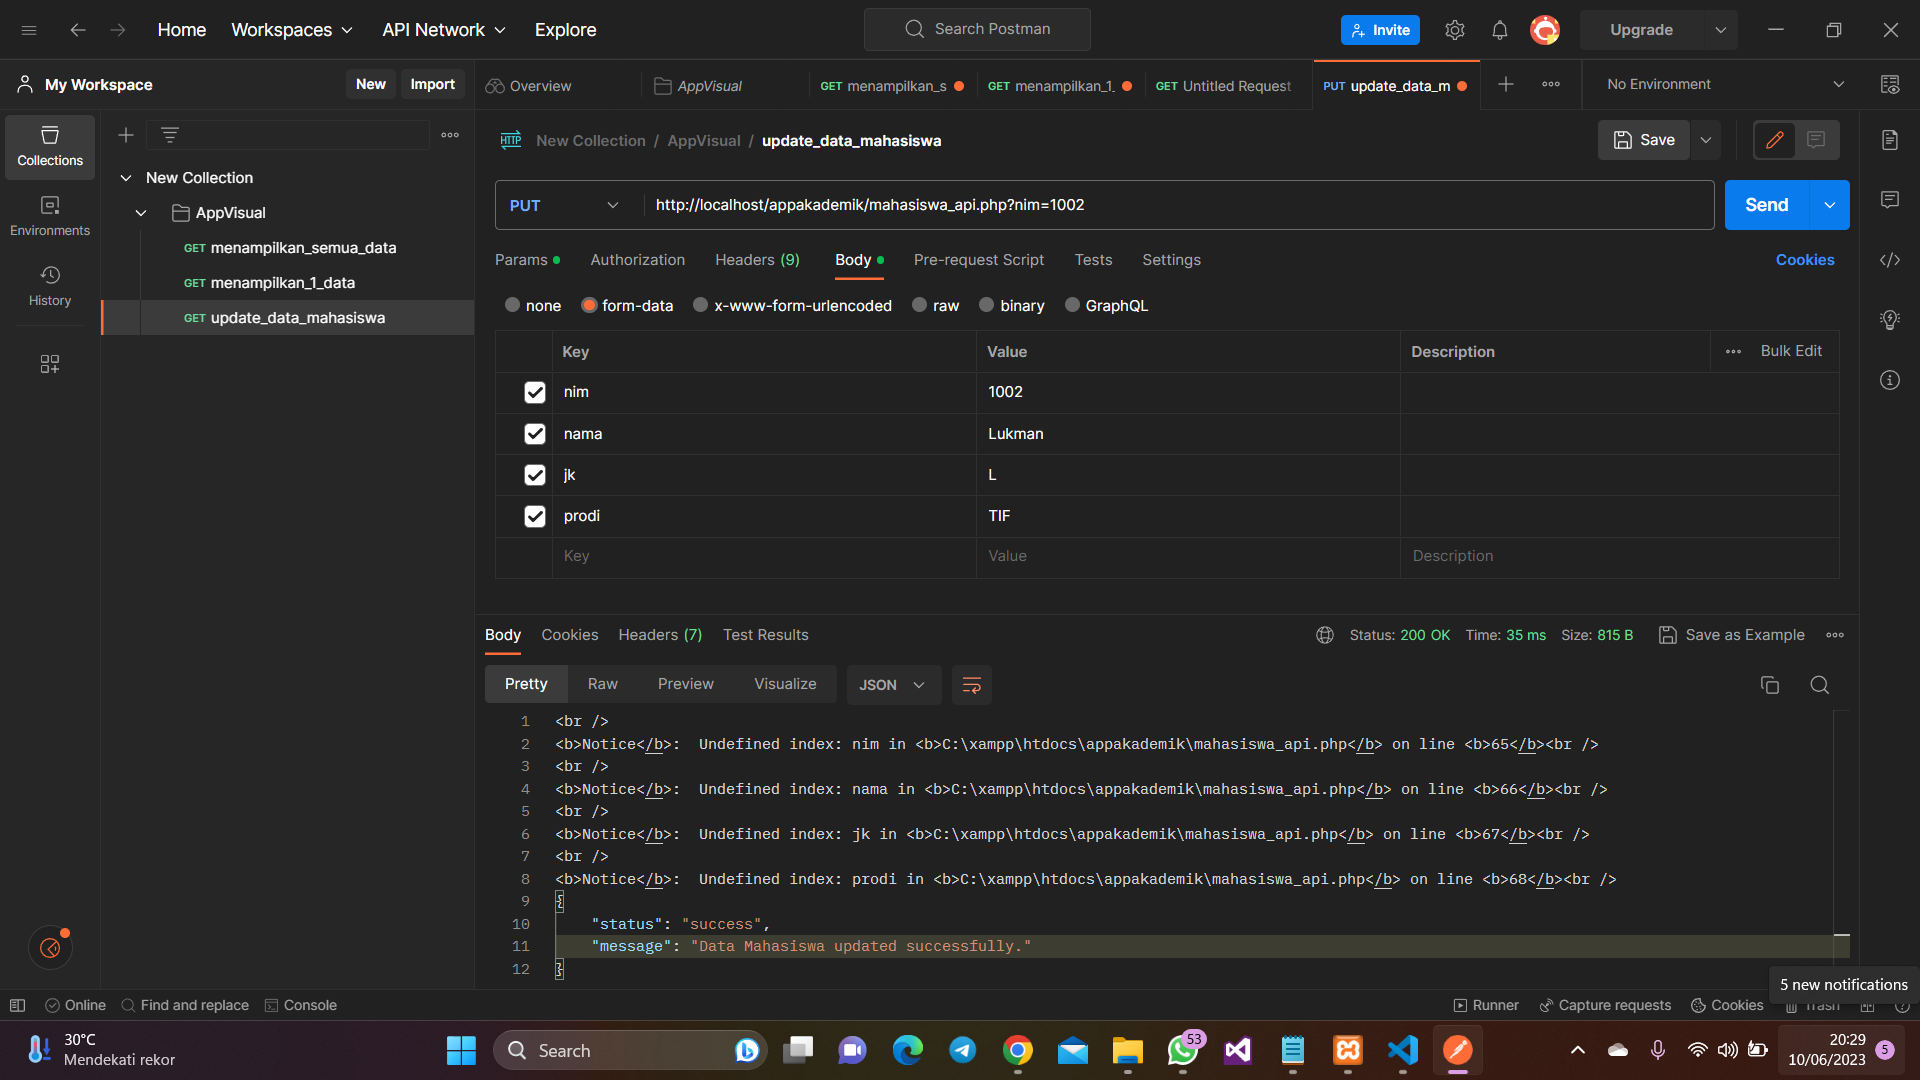 Home
Workspaces
API Network
Explore
Search Postman
Invite
Upgrade
My Workspace
New
Import
Overview
AppVisual
GET menampilkan_s
GET menampilkan_1_
GET Untitled Request
PUT update_data_m
No Environment
Collections
Environments
History
New Collection
AppVisual
GET menampilkan_semua_data
GET menampilkan_1_data
GET update_data_mahasiswa
HTTP New Collection / AppVisual / update_data_mahasiswa
Save
PUT
http://localhost/appakademik/mahasiswa_api.php?nim=1002
Send
Params
Authorization
Headers (9)
Body
Pre-request Script
Tests
Settings
Cookies
none
form-data
x-www-form-urlencoded
raw
binary
GraphQL
Key Value Description Bulk Edit
nim 1002
nama Lukman
jk L
prodi TIF
Key Value Description
Body Cookies Headers (7) Test Results
Status: 200 OK Time: 35 ms Size: 815 B
Save as Example
Pretty Raw Preview Visualize JSON
1 <br />
2 <b>Notice</b>:  Undefined index: nim in <b>C:\xampp\htdocs\appakademik\mahasiswa_api.php</b> on line <b>65</b><br />
3 <br />
4 <b>Notice</b>:  Undefined index: nama in <b>C:\xampp\htdocs\appakademik\mahasiswa_api.php</b> on line <b>66</b><br />
5 <br />
6 <b>Notice</b>:  Undefined index: jk in <b>C:\xampp\htdocs\appakademik\mahasiswa_api.php</b> on line <b>67</b><br />
7 <br />
8 <b>Notice</b>:  Undefined index: prodi in <b>C:\xampp\htdocs\appakademik\mahasiswa_api.php</b> on line <b>68</b><br />
9 {
10 "status": "success",
11 "message": "Data Mahasiswa updated successfully."
12 }
5 new notifications
Online
Find and replace
Console
Runner
Capture requests
Cookies
Trash
30°C
Mendekati rekor
Search
53
20:29
10/06/2023
5